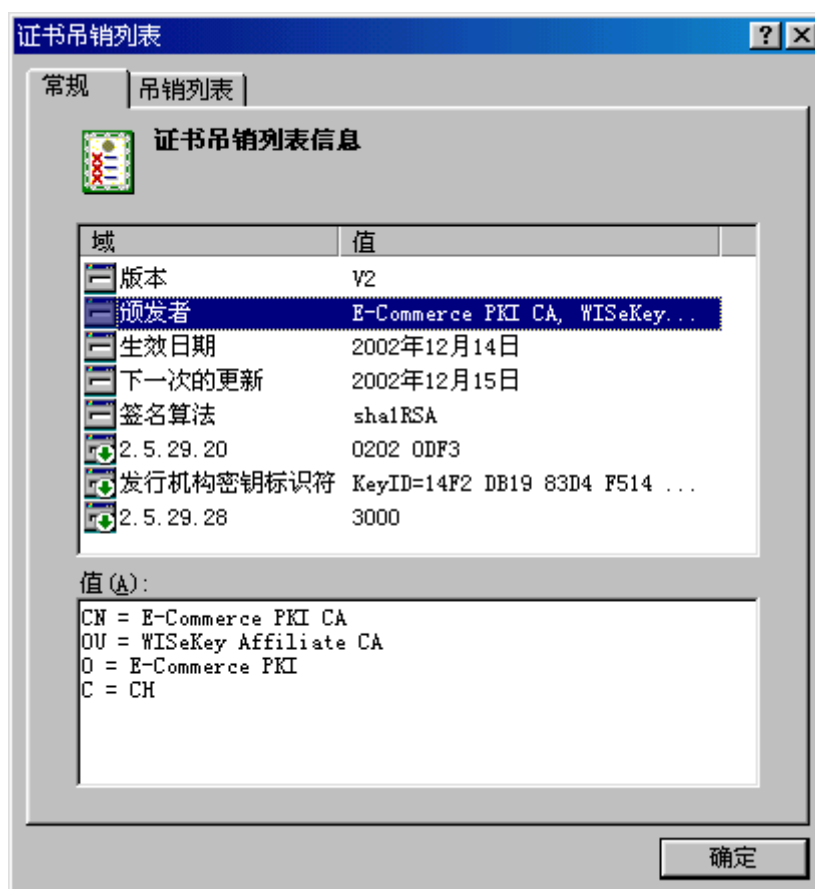 证书吊销列表
常规 吊销列表
证书吊销列表信息
域 值
版本 V2
颁发者 E-Commerce PKI CA, WISeKey...
生效日期 2002年12月14日
下一次的更新 2002年12月15日
签名算法 sha1RSA
2.5.29.20 0202 0DF3
发行机构密钥标识符 KeyID=14F2 DB19 83D4 F514 ...
2.5.29.28 3000
值(A):
CN = E-Commerce PKI CA
OU = WISeKey Affiliate CA
O = E-Commerce PKI
C = CH
确定